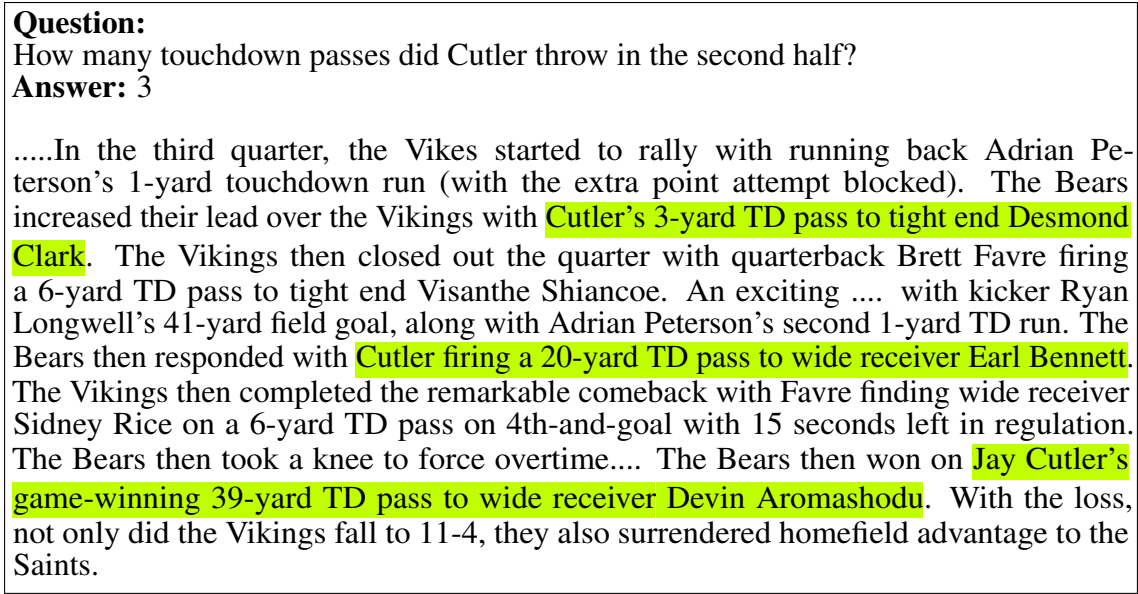 Question:
How many touchdown passes did Cutler throw in the second half?
Answer: 3
.....In the third quarter, the Vikes started to rally with running back Adrian Pe-
terson's 1-yard touchdown run (with the extra point attempt blocked). The Bears
increased their lead over the Vikings with Cutler's 3-yard TD pass to tight end Desmond
Clark. The Vikings then closed out the quarter with quarterback Brett Favre firing
a 6-yard TD pass to tight end Visanthe Shiancoe. An exciting .... with kicker Ryan
Longwell's 41-yard field goal, along with Adrian Peterson's second 1-yard TD run. The
Bears then responded with Cutler firing a 20-yard TD pass to wide receiver Earl Bennett.
The Vikings then completed the remarkable comeback with Favre finding wide receiver
Sidney Rice on a 6-yard TD pass on 4th-and-goal with 15 seconds left in regulation.
The Bears then took a knee to force overtime.... The Bears then won on Jay Cutler's
game-winning 39-yard TD pass to wide receiver Devin Aromashodu. With the loss,
not only did the Vikings fall to 11-4, they also surrendered homefield advantage to the
Saints.